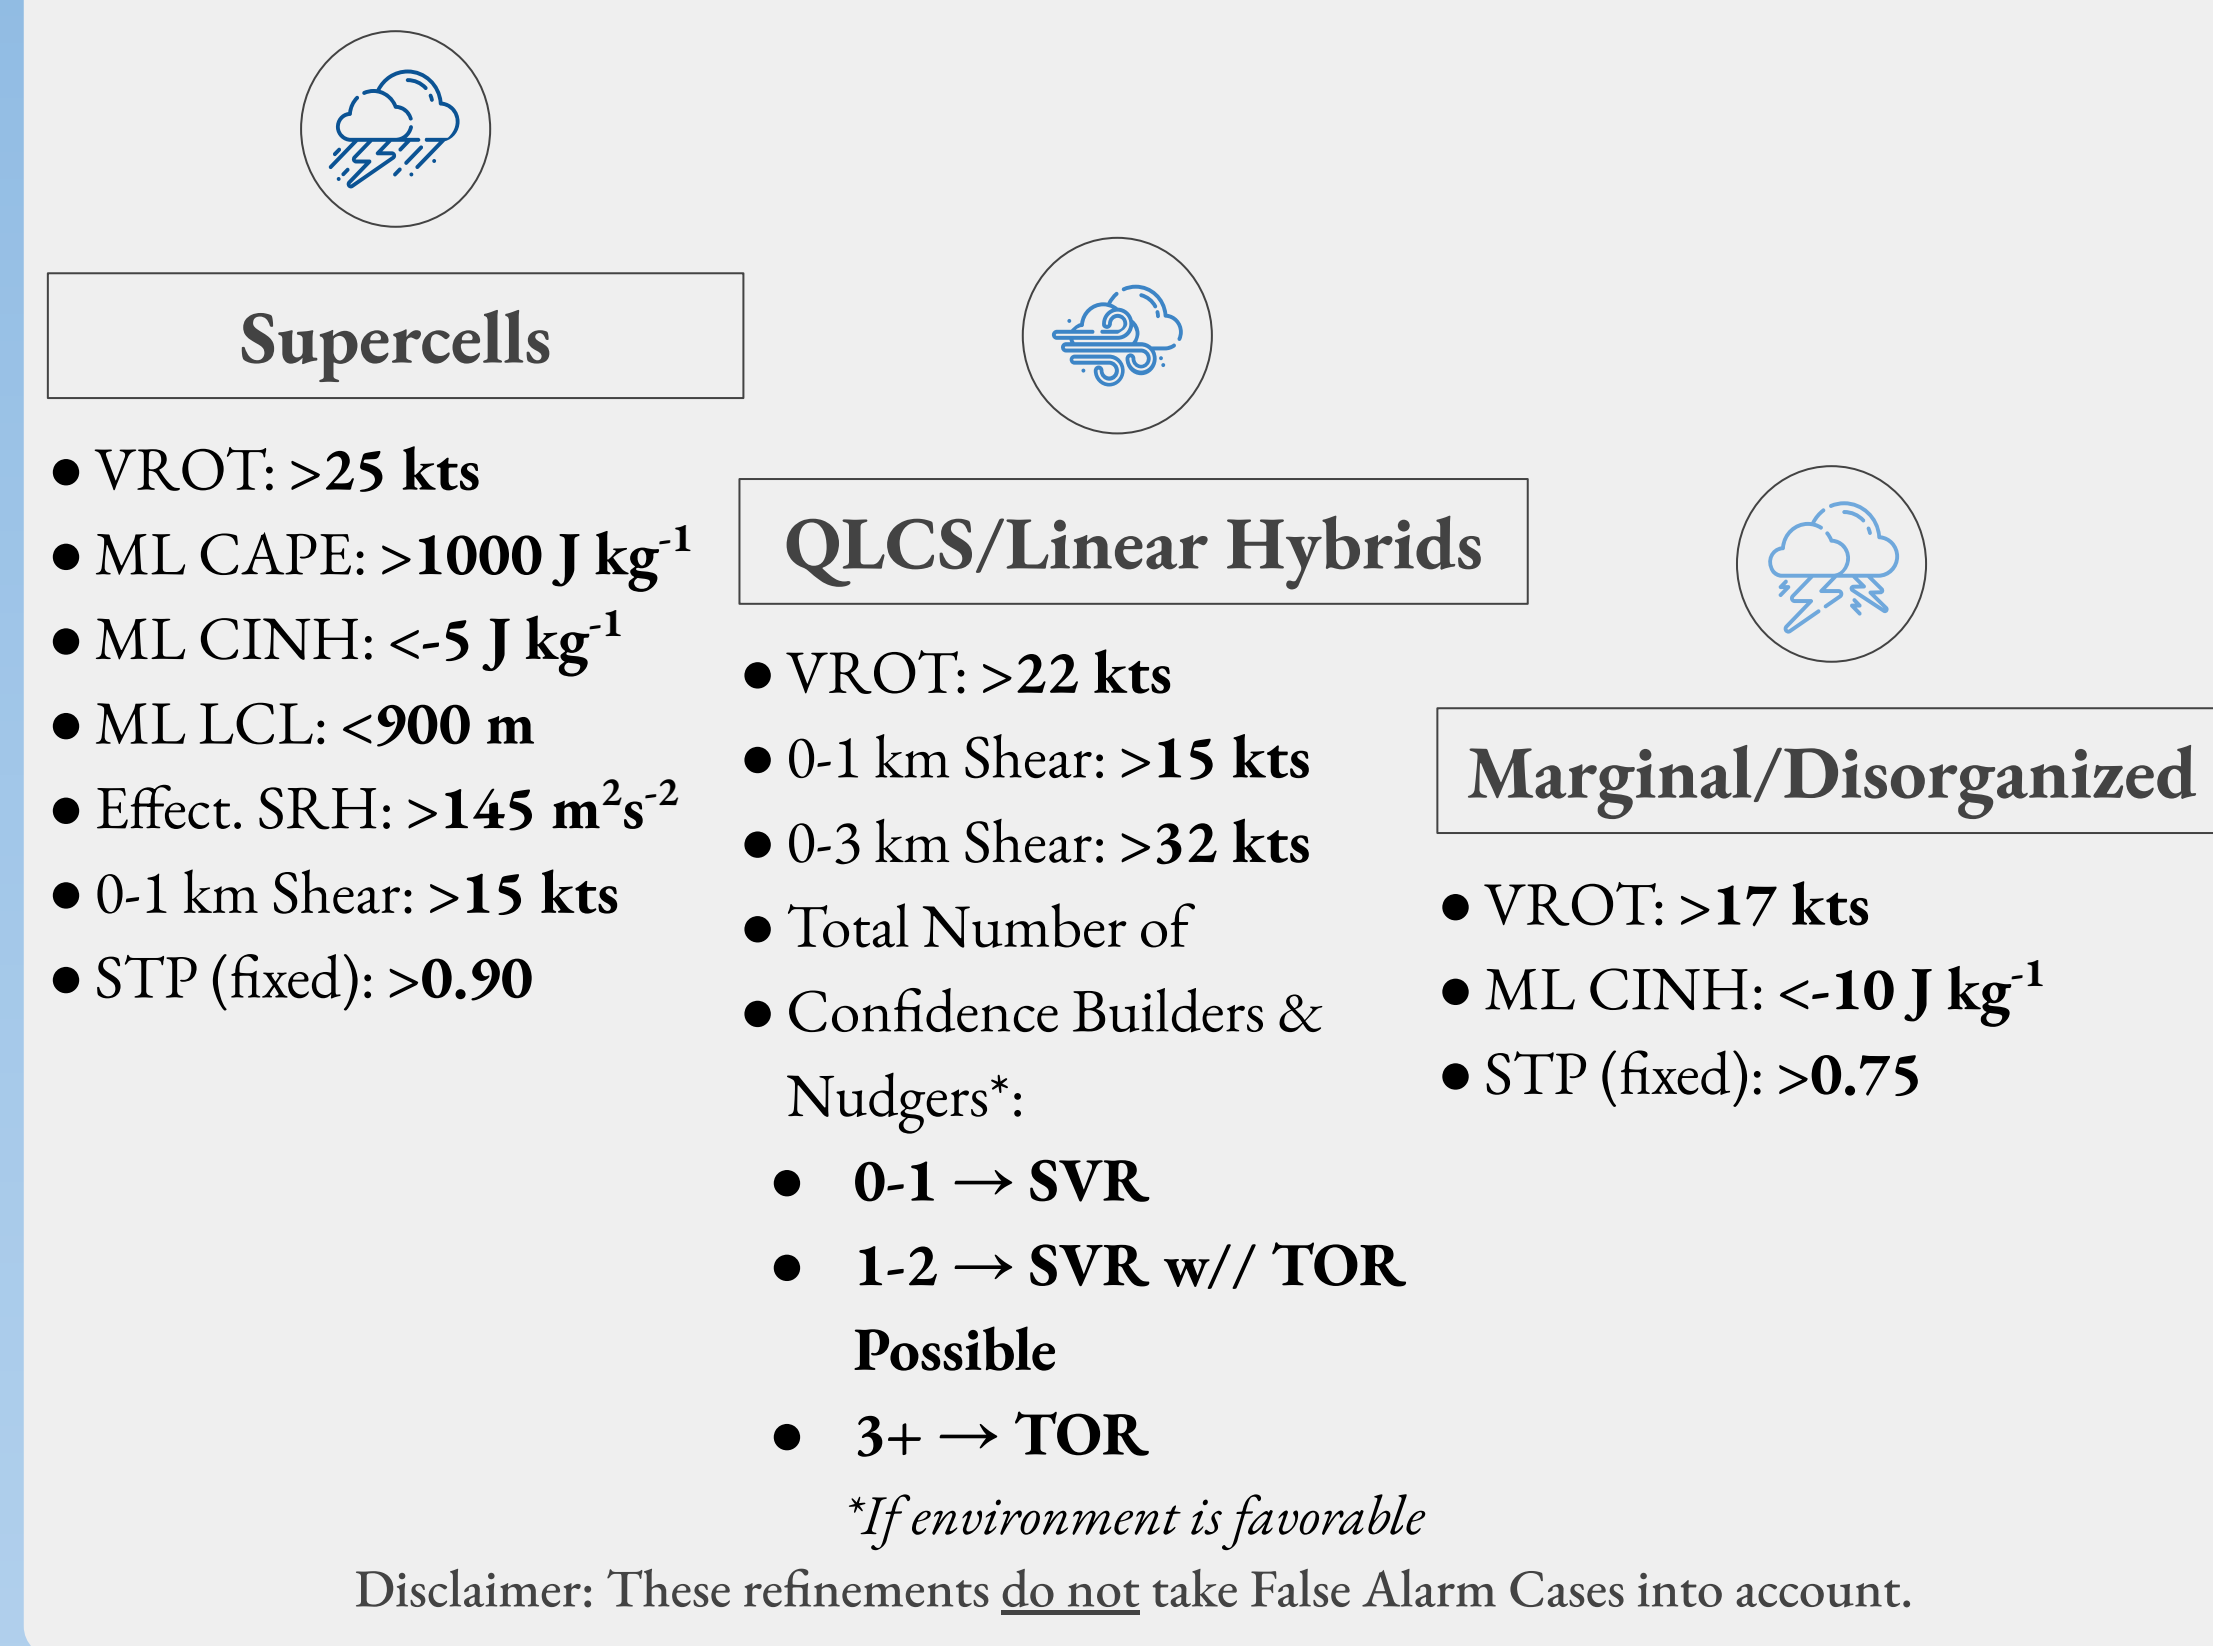 Supercells
● VROT: >25 kts
● ML CAPE: >1000 J kg⁻¹
● ML CINH: <-5 J kg⁻¹
● ML LCL: <900 m
● Effect. SRH: >145 m²s⁻²
● 0-1 km Shear: >15 kts
● STP (fixed): >0.90
QLCS/Linear Hybrids
● VROT: >22 kts
● 0-1 km Shear: >15 kts
● 0-3 km Shear: >32 kts
● Total Number of
● Confidence Builders &
Nudgers*:
● 0-1 → SVR
● 1-2 → SVR w// TOR
Possible
● 3+ → TOR
*If environment is favorable
Marginal/Disorganized
● VROT: >17 kts
● ML CINH: <-10 J kg⁻¹
● STP (fixed): >0.75
Disclaimer: These refinements do not take False Alarm Cases into account.